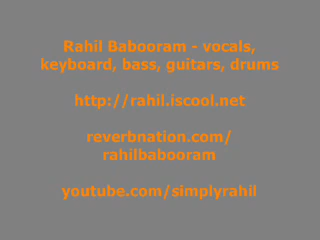 Rahil Babooram - vocals,
keyboard, bass, guitars, drums
http://rahil.iscool.net
reverbnation.com/
rahilbabooram
youtube.com/simplyrahil